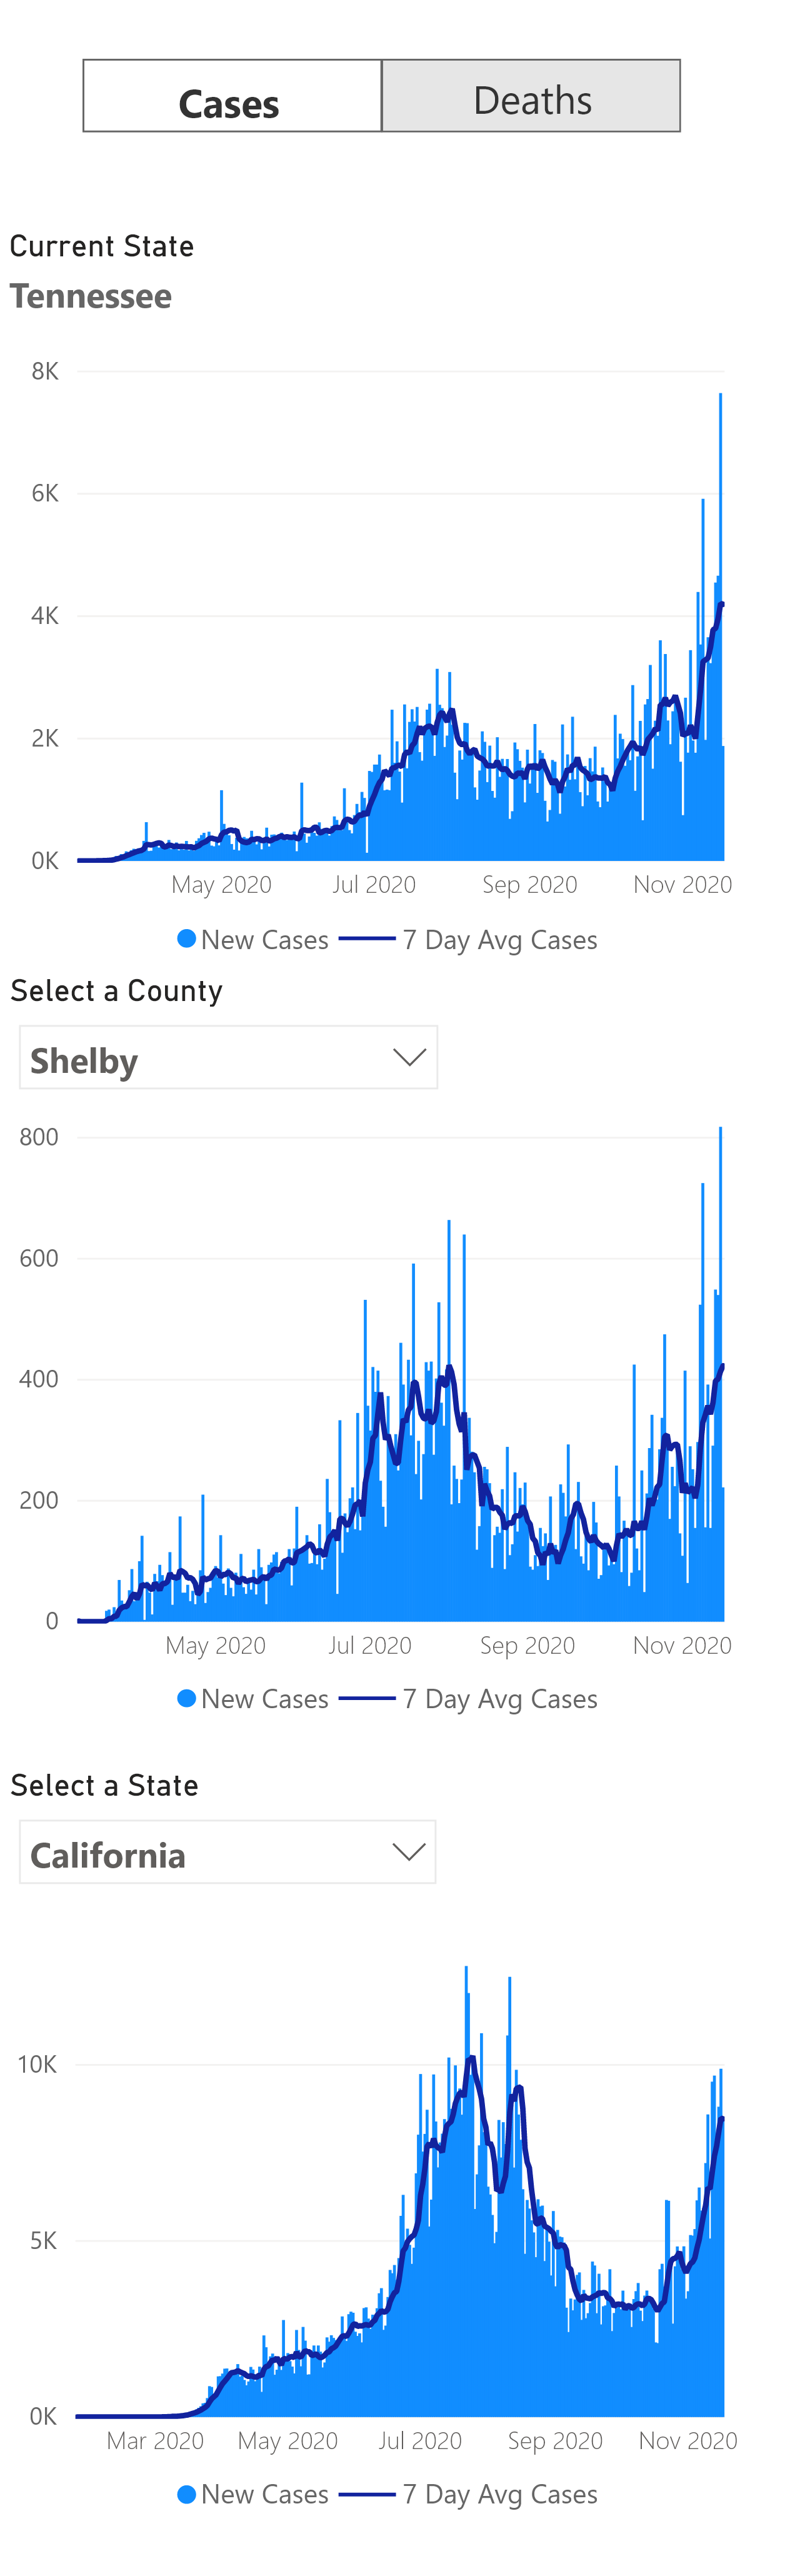 Cases Deaths
Current State
Tennessee
8K
6K
4K
2K
0K
May 2020 Jul 2020 Sep 2020 Nov 2020
New Cases 7 Day Avg Cases
Select a County
Shelby
800
600
400
200
0
May 2020 Jul 2020 Sep 2020 Nov 2020
New Cases 7 Day Avg Cases
Select a State
California
10K
5K
0K
Mar 2020 May 2020 Jul 2020 Sep 2020 Nov 2020
New Cases 7 Day Avg Cases